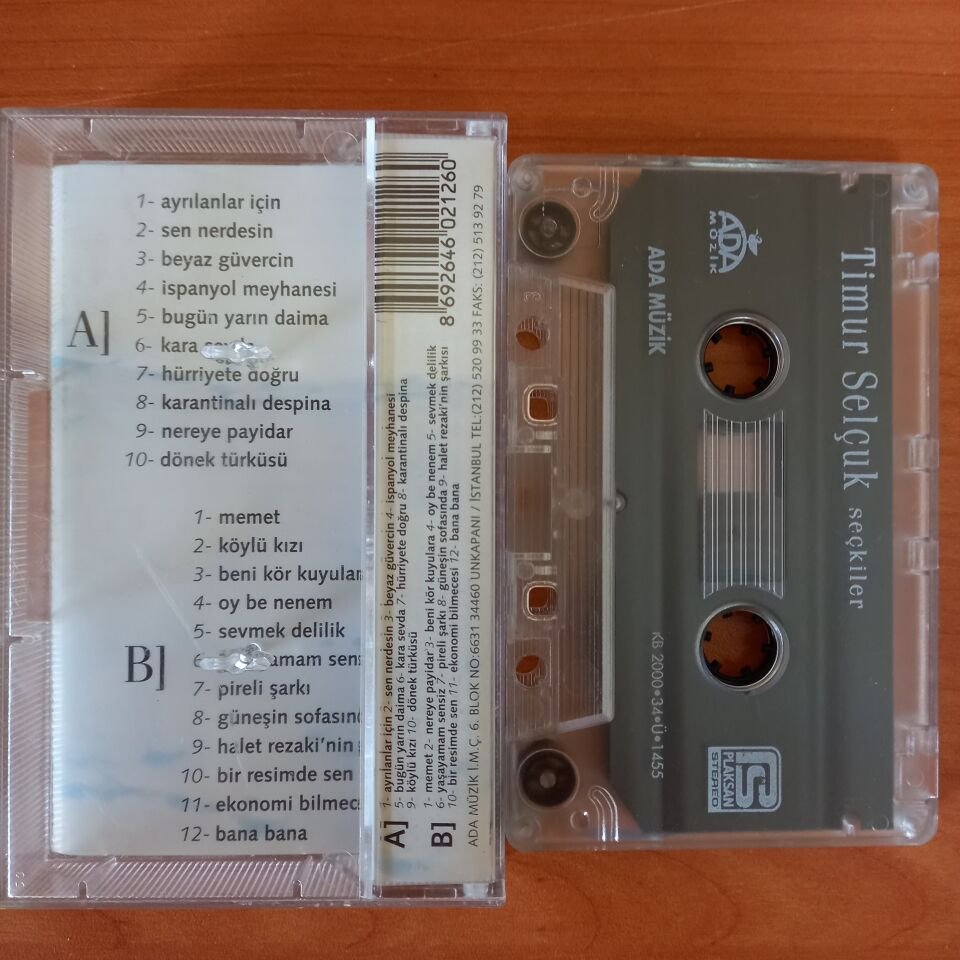 A]
1- ayrılanlar için
2- sen nerdesin
3- beyaz güvercin
4- ispanyol meyhanesi
5- bugün yarın daima
6- kara
7- hürriyete doğru
8- karantinalı despina
9- nereye payidar
10- dönek türküsü
B]
1- memet
2- köylü kızı
3- beni kör kuyular
4- oy be nenem
5- sevmek delilik
6- amam sens
7- pireli şarkı
8- güneşin sofasınd
9- halet rezaki'nin
10- bir resimde sen
11- ekonomi bilmec
12- bana bana
A]
1- ayrılanlar için 2- sen nerdesin 3- beyaz güvercin 4- ispanyol meyhanesi
5- bugün yarın daima 6- kara sevda 7- hürriyete doğru 8- karantinalı despina
9- köylü kızı 10- dönek türküsü
B]
1- memet 2- nereye payidar 3- beni kör kuyulara 4- oy be nenem 5- sevmek delilik
6- yaşayamam sensiz 7- pireli şarkı 8- güneşin sofasında 9- halet rezaki'nin şarkısı
10- bir resimde sen 11- ekonomi bilmecesi 12- bana bana
ADA MÜZİK İ.M.Ç. 6. BLOK NO:6631 34460 UNKAPANI / İSTANBUL TEL:(212) 520 99 33 FAKS: (212) 513 92 79
8 692646 021260
ADA
MÜZİK
ADA MÜZİK
Timur Selçuk seçkiler
KB 2000•34•Ü•1455
PLAKSAN
STEREO